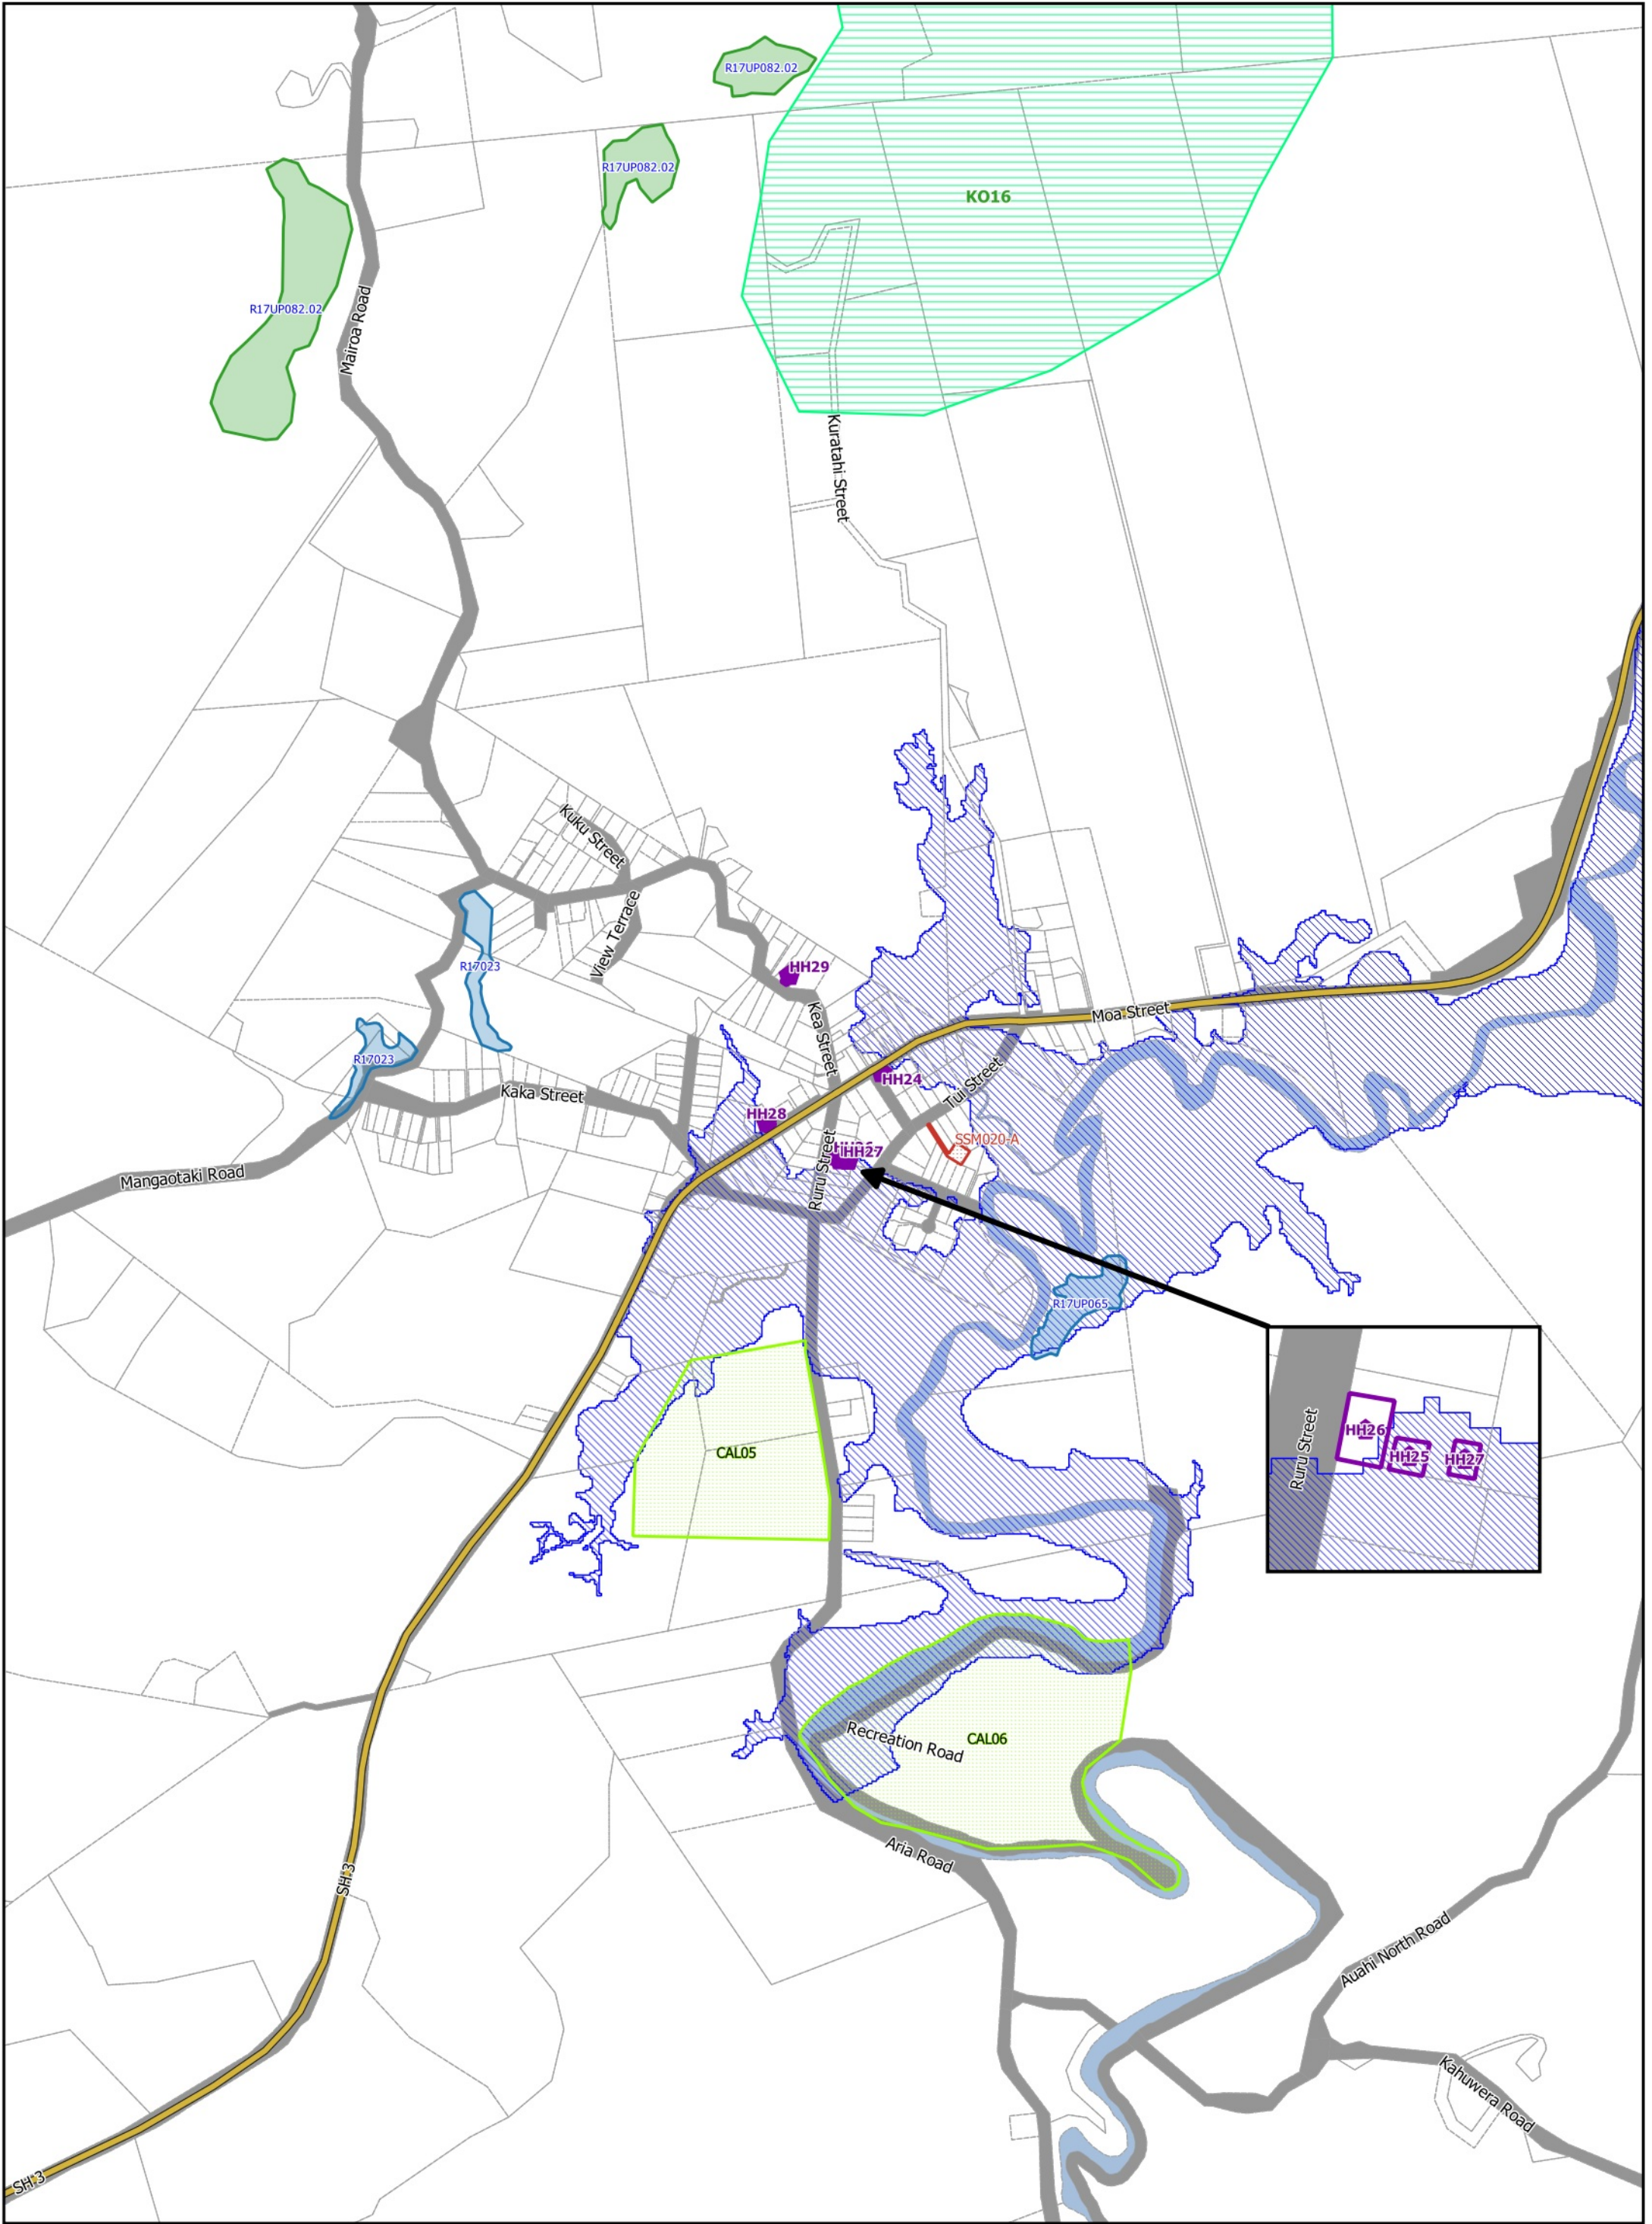 R17UP082.02
R17UP082.02
KO16
R17UP082.02
Mairoa Road
Kuratahi Street
Kuku Street
View Terrace
R17023
HH29
Kea Street
Moa Street
R17023
HH24
Tui Street
Kaka Street
HH28
SSM020-A
HH27
Ruru Street
Mangaotaki Road
R17UP065
Ruru Street
HH26
HH25
HH27
CAL05
Recreation Road
CAL06
Aria Road
SH 3
Auahi North Road
Kahuwera Road
SH 3